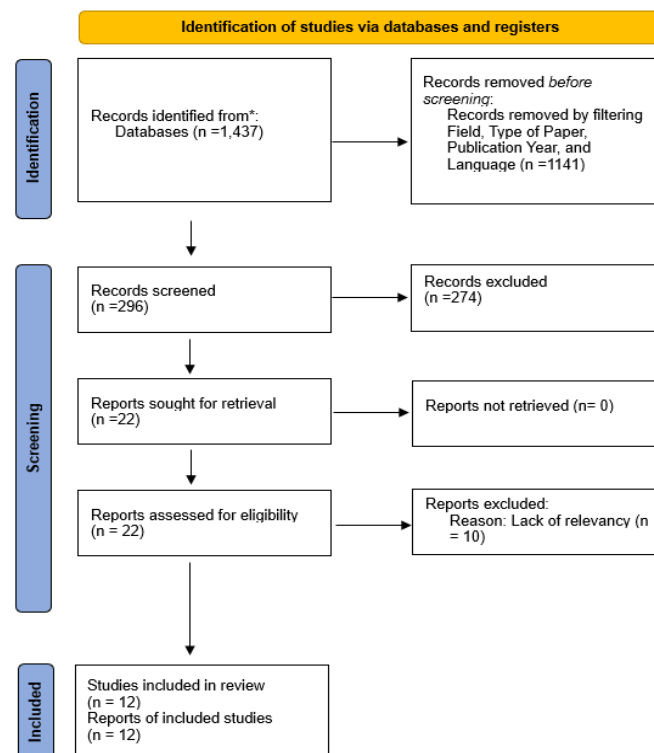 Identification of studies via databases and registers
Identification
Records identified from*:
Databases (n =1,437)
Records removed before
screening:
Records removed by filtering
Field, Type of Paper,
Publication Year, and
Language (n =1141)
Screening
Records screened
(n =296)
Records excluded
(n =274)
Reports sought for retrieval
(n =22)
Reports not retrieved (n= 0)
Reports assessed for eligibility
(n = 22)
Reports excluded:
Reason: Lack of relevancy (n
= 10)
Included
Studies included in review
(n = 12)
Reports of included studies
(n = 12)